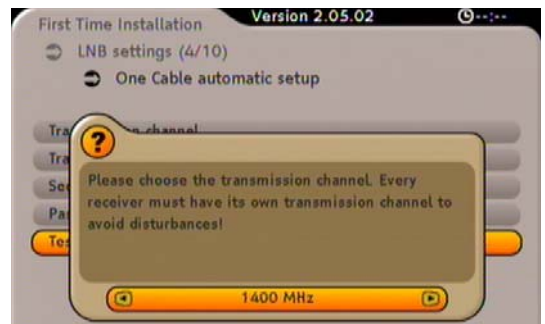 First Time Installation
Version 2.05.02
--:--
LNB settings (4/10)
One Cable automatic setup
channel
?
Please choose the transmission channel. Every
receiver must have its own transmission channel to
avoid disturbances!
1400 MHz